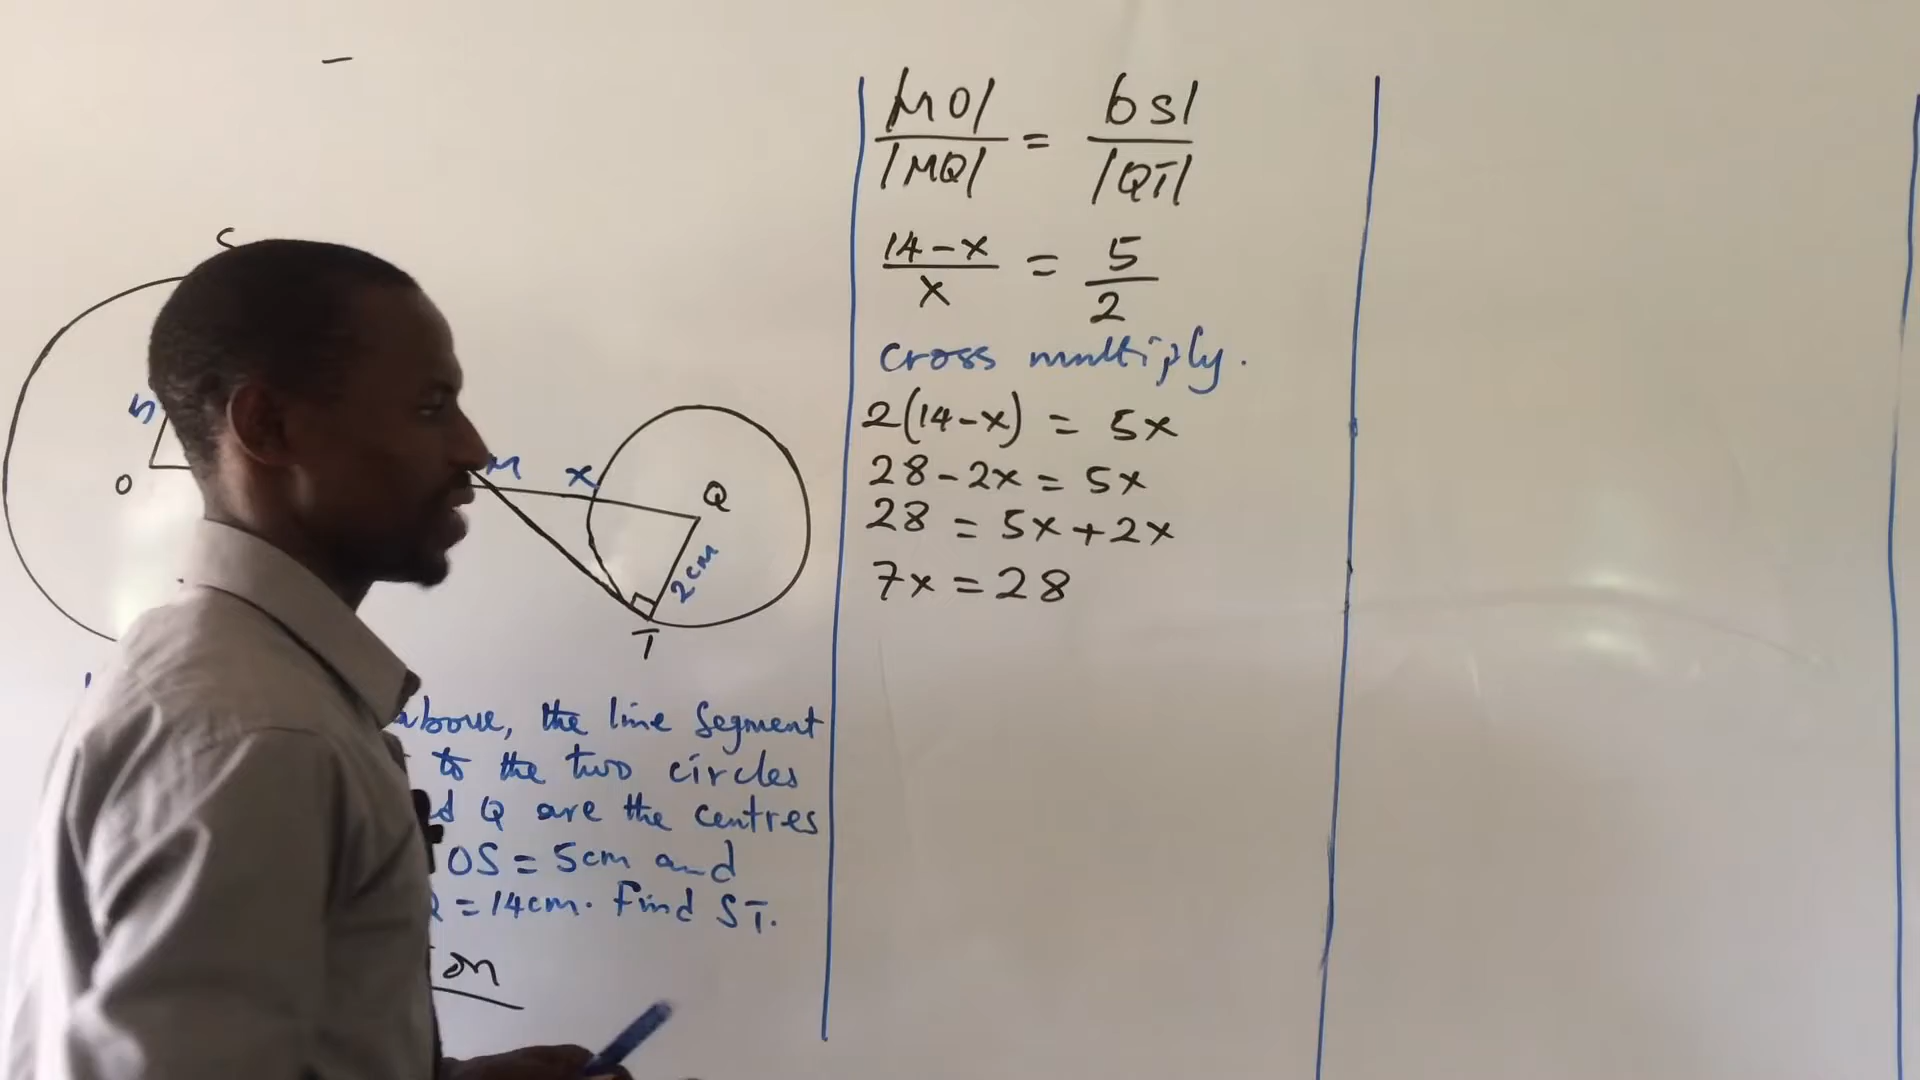 S
5
O
M
x
Q
2cm
T
above, the line segment
to the two circles
Q are the centres
OS = 5cm and
= 14cm. Find ST.
|MO| / |MQ| = |OS| / |QT|
14-x / x = 5 / 2
cross multiply.
2(14-x) = 5x
28-2x = 5x
28 = 5x+2x
7x = 28